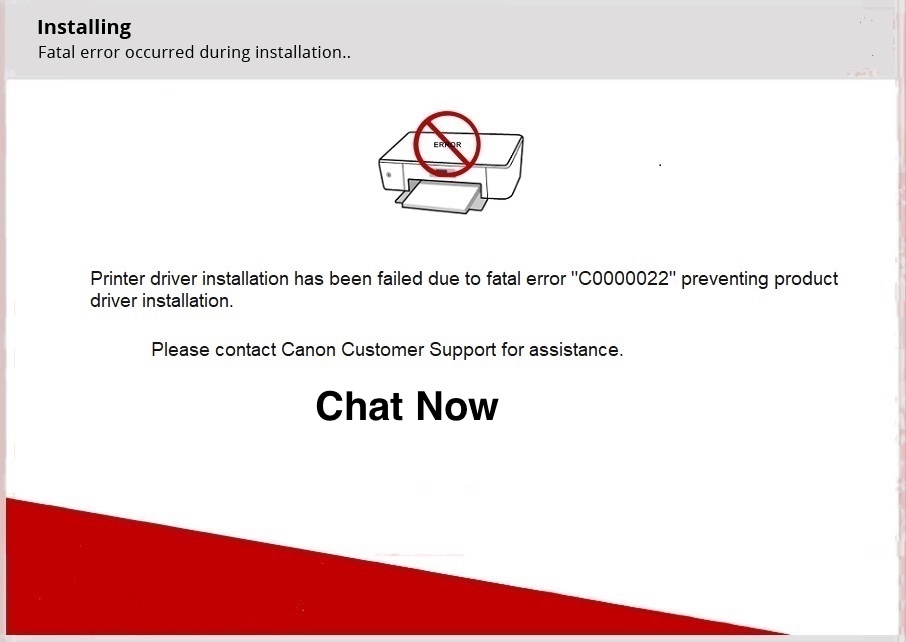 Installing
Fatal error occurred during installation..
ERROR
Printer driver installation has been failed due to fatal error "C0000022" preventing product
driver installation.
Please contact Canon Customer Support for assistance.
Chat Now